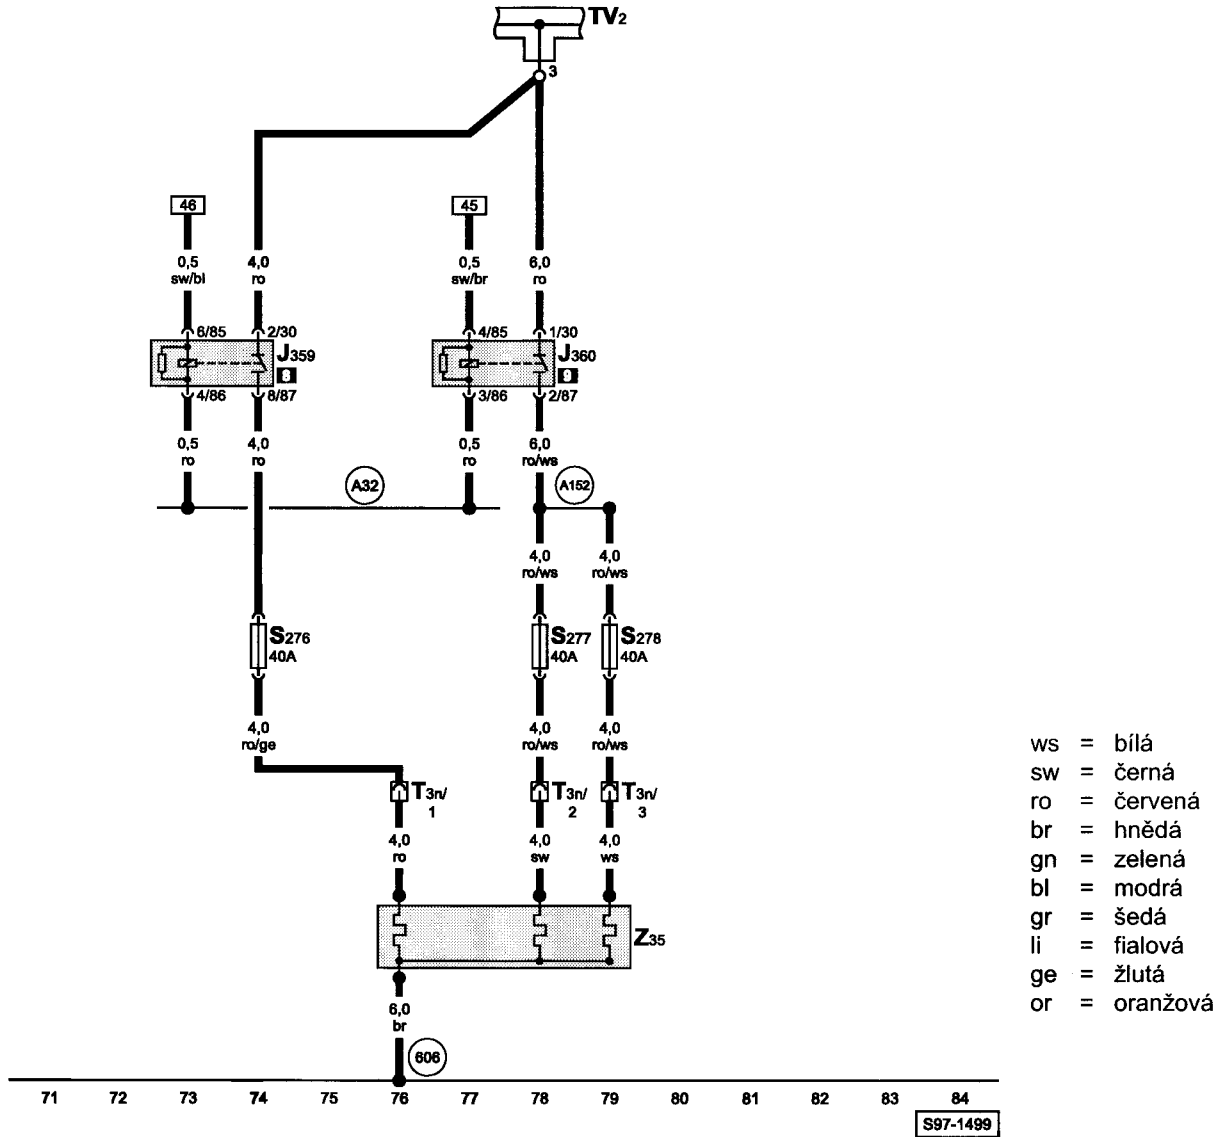 TV2
3
46
45
0,5
sw/bl
4,0
ro
0,5
sw/br
6,0
ro
6/85
2/30
J359
8
4/86
8/87
4/85
1/30
J360
9
3/86
2/87
0,5
ro
4,0
ro
0,5
ro
6,0
ro/ws
A32
A152
4,0
ro/ws
4,0
ro/ws
S276
40A
S277
40A
S278
40A
4,0
ro/ge
4,0
ro/ws
4,0
ro/ws
T3n/
1
T3n/
2
T3n/
3
4,0
ro
4,0
sw
4,0
ws
Z35
6,0
br
606
71 72 73 74 75 76 77 78 79 80 81 82 83 84
S97-1499
ws = bílá
sw = černá
ro = červená
br = hnědá
gn = zelená
bl = modrá
gr = šedá
li = fialová
ge = žlutá
or = oranžová